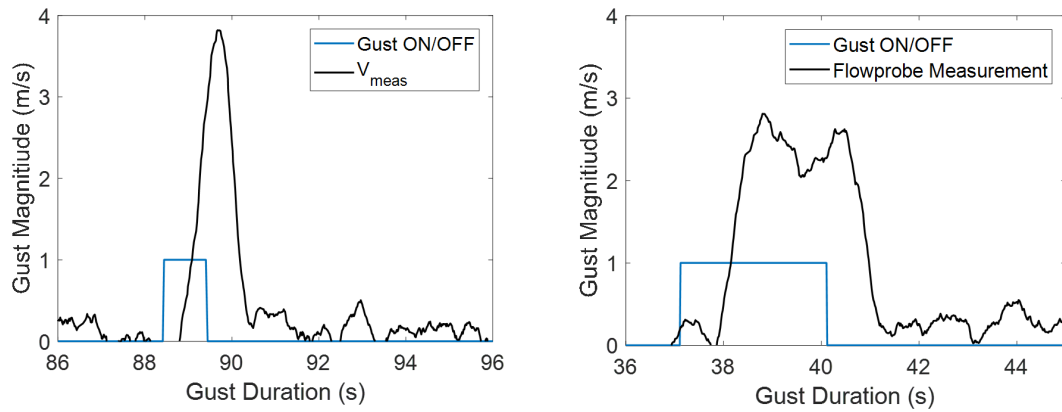 4
3
2
1
0
Gust Magnitiude (m/s)
86 88 90 92 94 96
Gust Duration (s)
Gust ON/OFF
V_meas
4
3
2
1
0
Gust Magnitiude (m/s)
36 38 40 42 44
Gust Duration (s)
Gust ON/OFF
Flowprobe Measurement